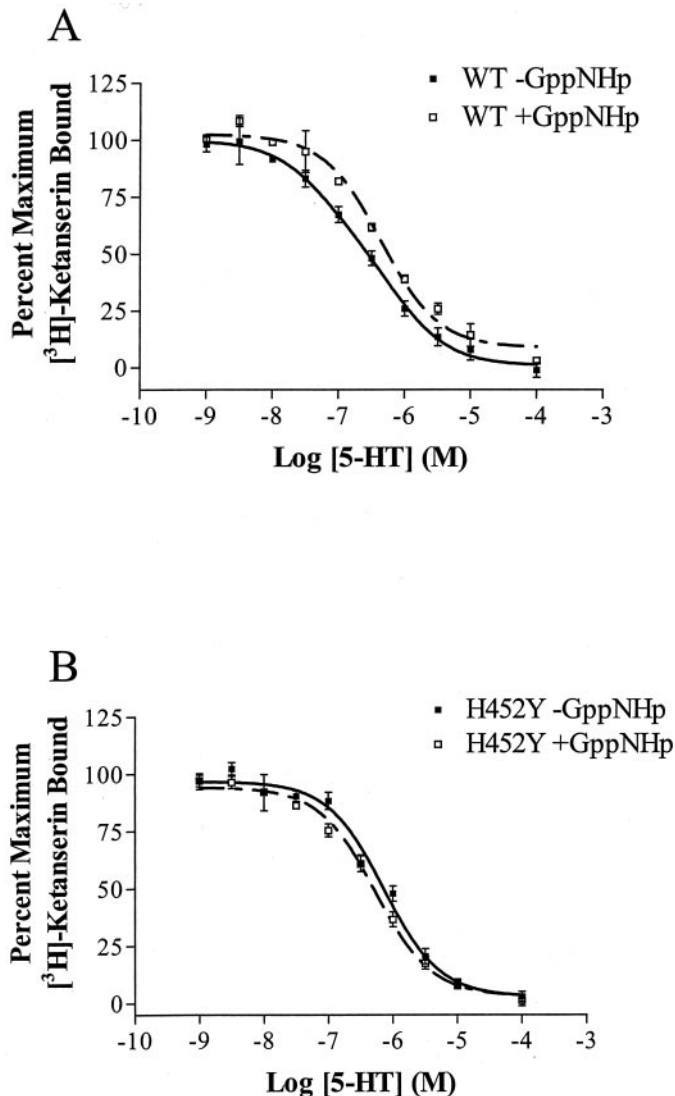 A
WT -GppNHp
WT +GppNHp
Percent Maximum
[³H]-Ketanserin Bound
125
100
75
50
25
0
-10 -9 -8 -7 -6 -5 -4 -3
Log [5-HT] (M)
B
H452Y -GppNHp
H452Y +GppNHp
Percent Maximum
[³H]-Ketanserin Bound
125
100
75
50
25
0
-10 -9 -8 -7 -6 -5 -4 -3
Log [5-HT] (M)